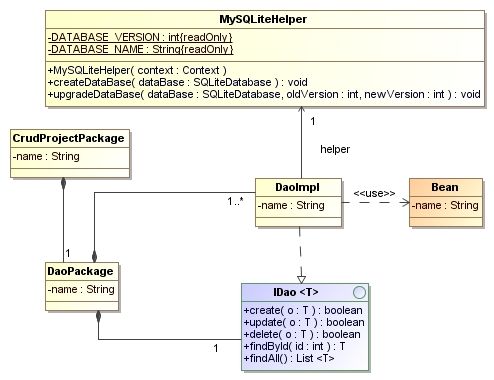 MySQLiteHelper
-DATABASE_VERSION : int{readOnly}
-DATABASE_NAME : String{readOnly}
+MySQLiteHelper( context : Context )
+createDataBase( dataBase : SQLiteDatabase ) : void
+upgradeDataBase( dataBase : SQLiteDatabase, oldVersion : int, newVersion : int ) : void
1
helper
CrudProjectPackage
-name : String
DaoImpl
-name : String
<<use>>
Bean
-name : String
1..*
1
DaoPackage
-name : String
1
IDao <T>
+create( o : T ) : boolean
+update( o : T ) : boolean
+delete( o : T ) : boolean
+findById( id : int ) : T
+findAll() : List <T>